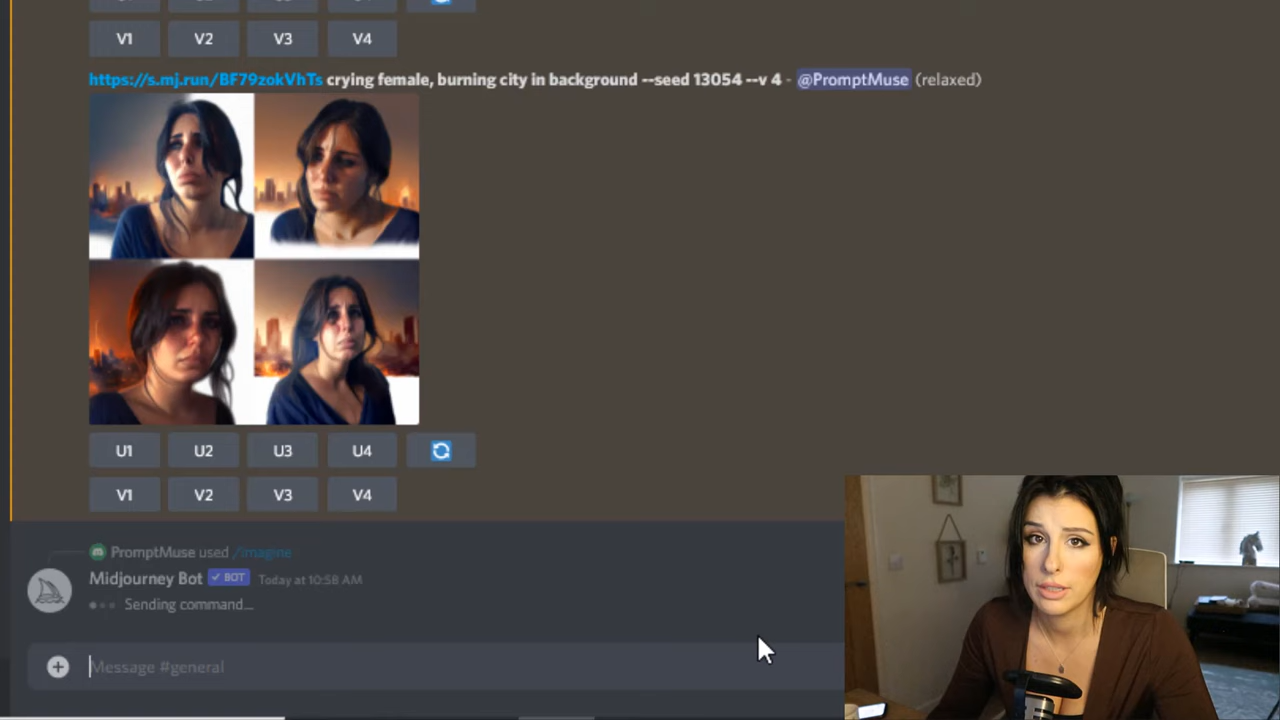 V1 V2 V3 V4
https://s.mj.run/BF79zokVhTs crying female, burning city in background --seed 13054 --v 4 - @PromptMuse (relaxed)
U1 U2 U3 U4
V1 V2 V3 V4
PromptMuse used /imagine
Midjourney Bot ✓ BOT Today at 10:58 AM
Sending command...
Message #general